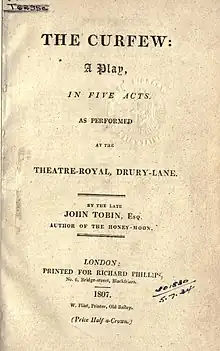 THE CURFEW:
A Play,
IN FIVE ACTS.
AS PERFORMED
AT THE
THEATRE-ROYAL, DRURY-LANE.
BY THE LATE
JOHN TOBIN, Esq.
AUTHOR OF THE HONEY-MOON.
LONDON:
PRINTED FOR RICHARD PHILLIPS,
No. 6, Bridge-street, Blackfriars.
1807.
W. Flint, Printer, Old Bailey.
(Price Half a-Crown.)